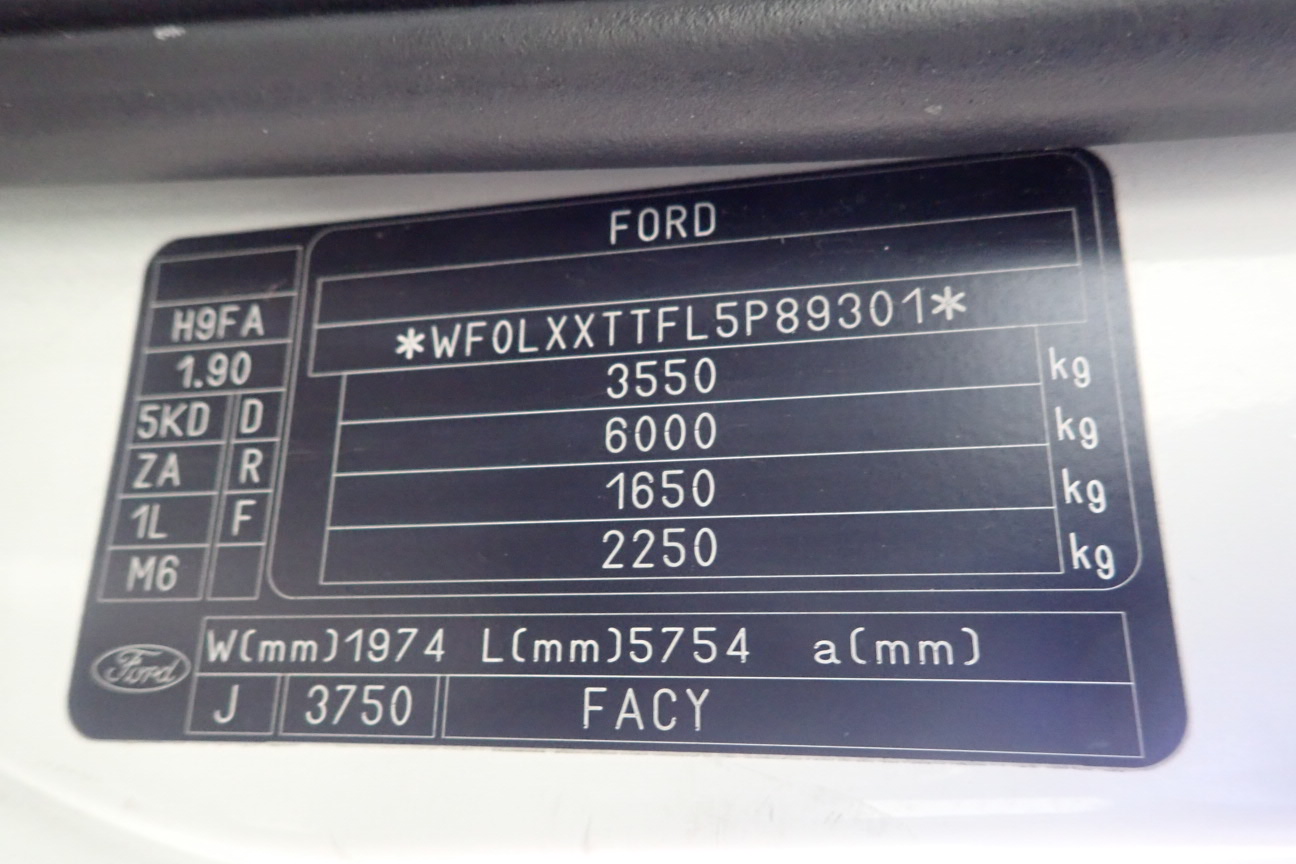 FORD
*WF0LXXTTFL5P89301*
3550 kg
6000 kg
1650 kg
2250 kg
H9FA
1.90
5KD D
ZA R
1L F
M6
Ford
W(mm)1974 L(mm)5754 a(mm)
J 3750 FACY